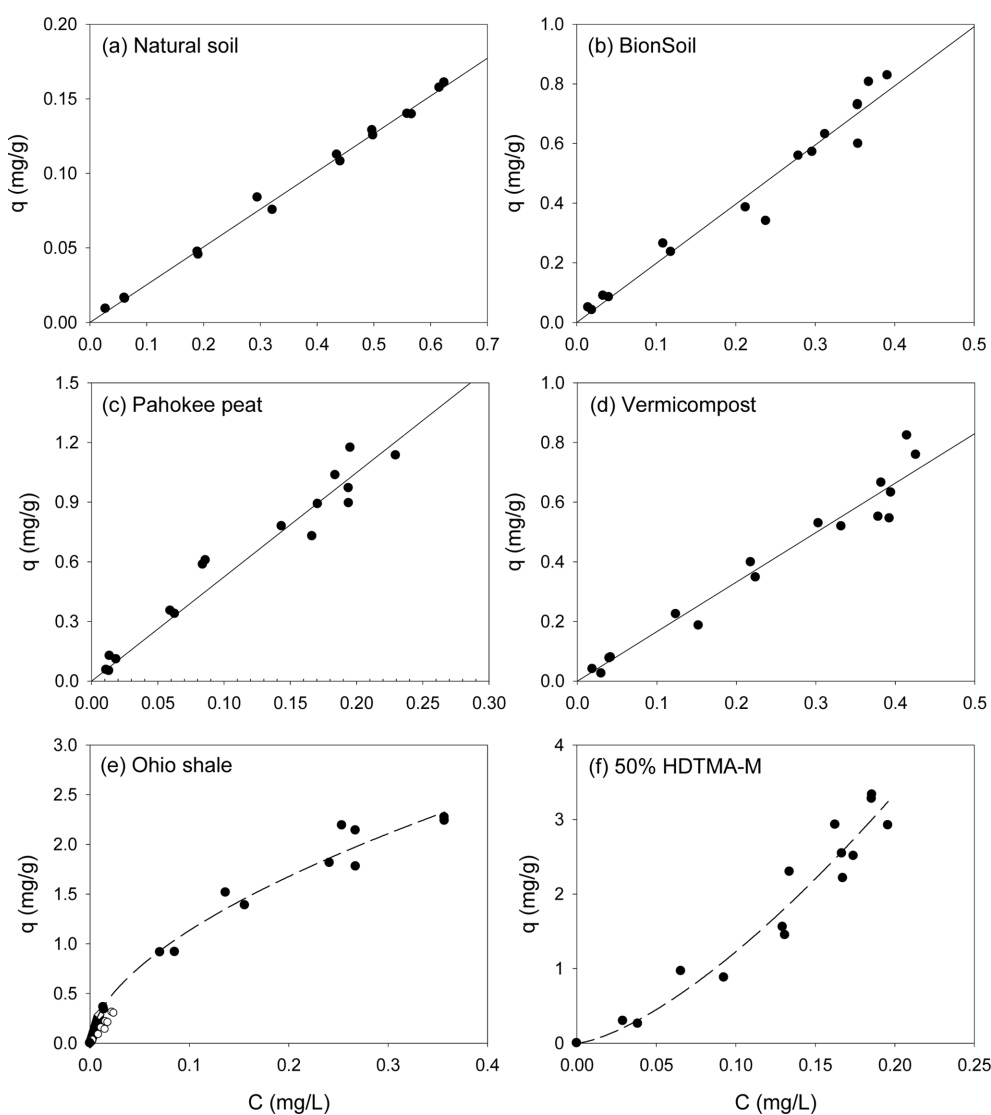 (a) Natural soil
q (mg/g)
0.20
0.15
0.10
0.05
0.00
0.0 0.1 0.2 0.3 0.4 0.5 0.6 0.7
(b) BionSoil
q (mg/g)
1.0
0.8
0.6
0.4
0.2
0.0
0.0 0.1 0.2 0.3 0.4 0.5
(c) Pahokee peat
q (mg/g)
1.5
1.2
0.9
0.6
0.3
0.0
0.00 0.05 0.10 0.15 0.20 0.25 0.30
(d) Vermicompost
q (mg/g)
1.0
0.8
0.6
0.4
0.2
0.0
0.0 0.1 0.2 0.3 0.4 0.5
(e) Ohio shale
q (mg/g)
3.0
2.5
2.0
1.5
1.0
0.5
0.0
0.0 0.1 0.2 0.3 0.4
C (mg/L)
(f) 50% HDTMA-M
q (mg/g)
4
3
2
1
0
0.00 0.05 0.10 0.15 0.20 0.25
C (mg/L)